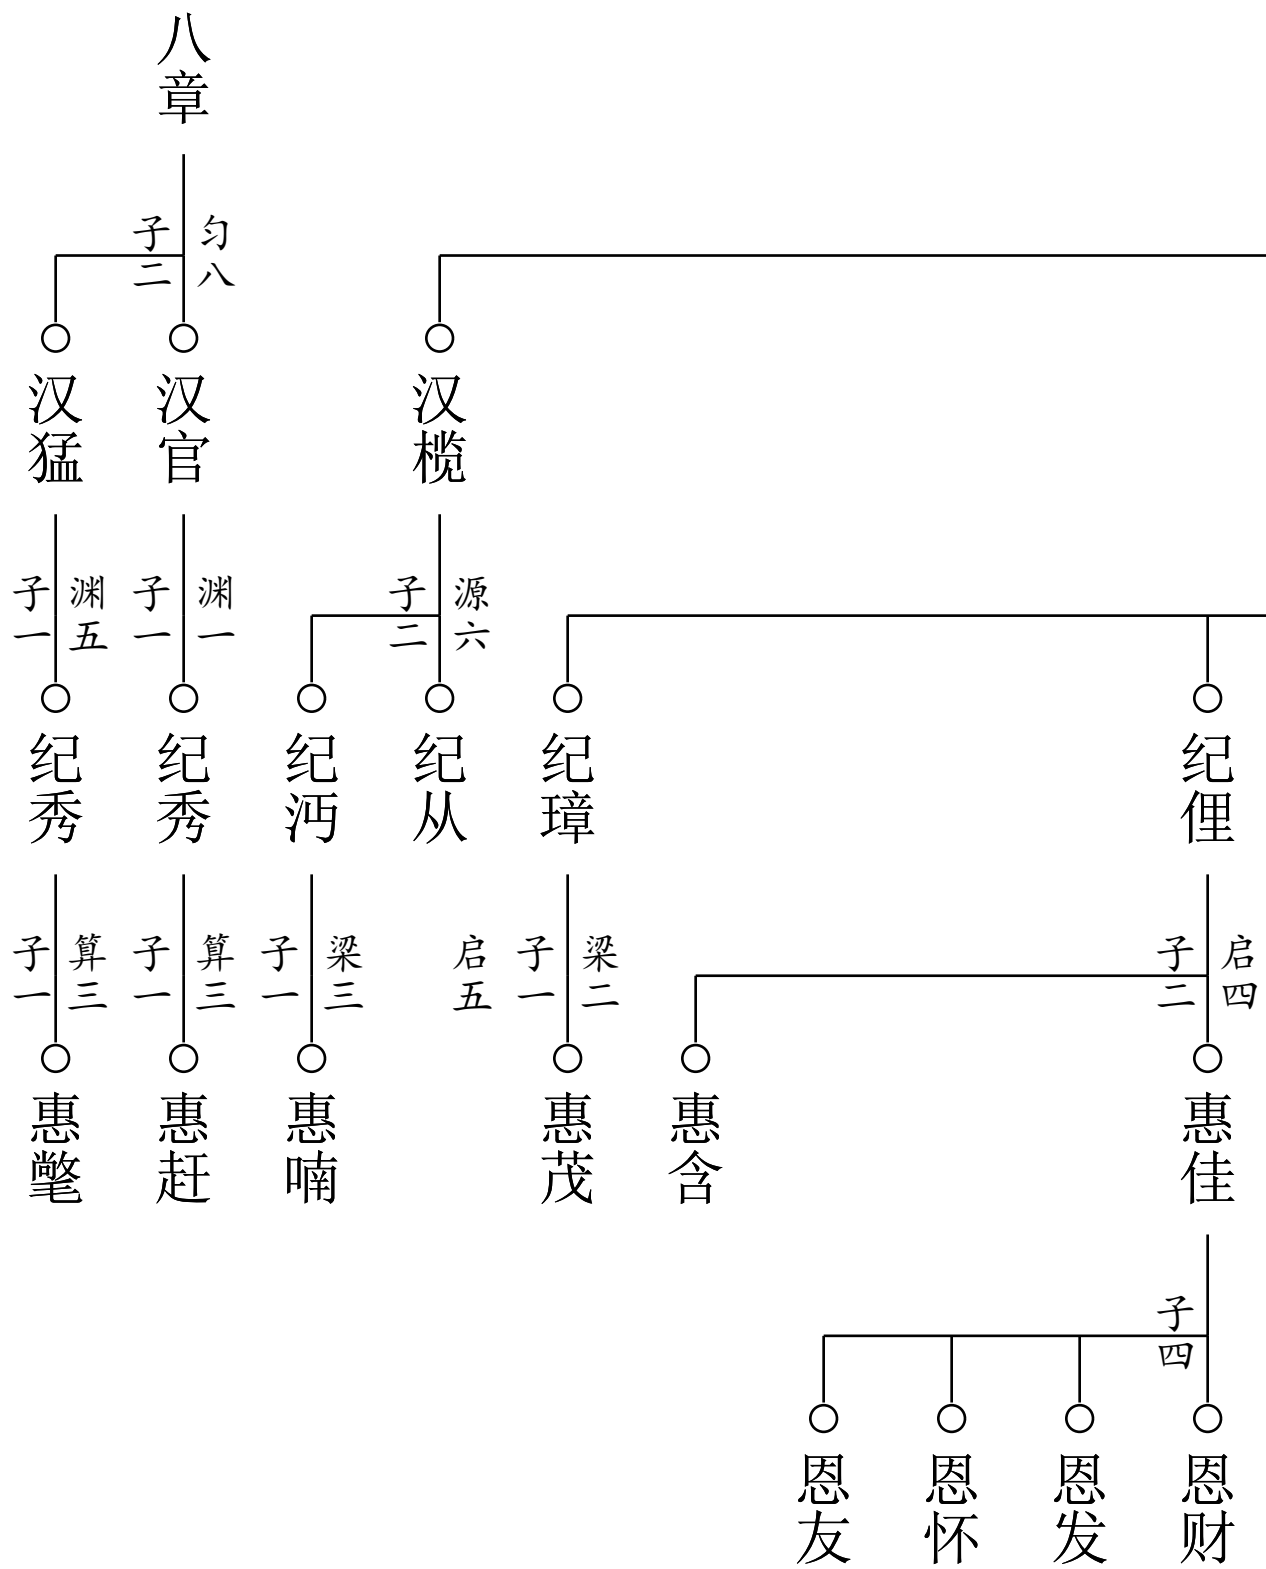 八章
子二
匀八
汉猛
汉官
汉榄
子一
渊五
子一
渊一
子二
源六
纪秀
纪秀
纪沔
纪从
纪璋
纪俚
子一
算三
子一
算三
子一
梁三
启五
子一
梁二
子二
启四
惠氅
惠赶
惠喃
惠茂
惠含
惠佳
子四
恩友
恩怀
恩发
恩财